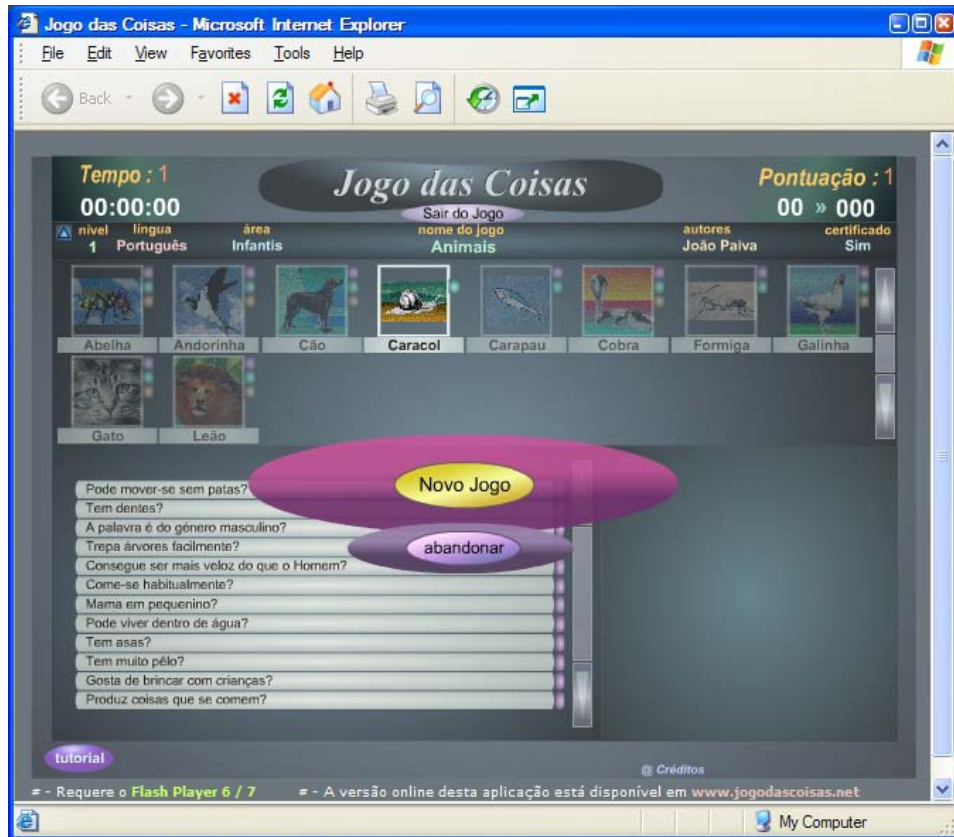 Jogo das Coisas - Microsoft Internet Explorer
File Edit View Favorites Tools Help
Back
Tempo : 1
Jogo das Coisas
Pontuação : 1
00:00:00
Sair do Jogo
00 » 000
nível língua área nome do jogo autores certificado
1 Português Infantis Animais João Paiva Sim
Abelha Andorinha Cão Caracol Carapau Cobra Formiga Galinha
Gato Leão
Novo Jogo
Pode mover-se sem patas?
Tem dentes?
A palavra é do género masculino?
Trepa árvores facilmente?
abandonar
Consegue ser mais veloz do que o Homem?
Come-se habitualmente?
Mama em pequenino?
Pode viver dentro de água?
Tem asas?
Tem muito pêlo?
Gosta de brincar com crianças?
Produz coisas que se comem?
tutorial
@ Créditos
# - Requere o Flash Player 6 / 7 # - A versão online desta aplicação está disponível em www.jogodascoisas.net
My Computer